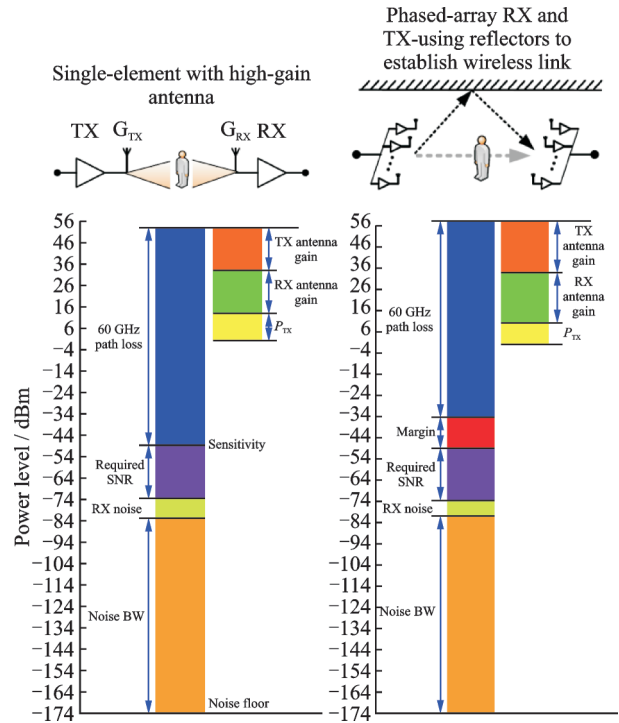 Single-element with high-gain
antenna
TX G_TX G_RX RX
Power level / dBm
56
46
36
26
16
6
−4
−14
−24
−34
−44
−54
−64
−74
−84
−94
−104
−114
−124
−134
−144
−154
−164
−174
60 GHz
path loss
Required
SNR
RX noise
Noise BW
TX antenna
gain
RX antenna
gain
P_TX
Sensitivity
Noise floor
Phased-array RX and
TX-using reflectors to
establish wireless link
56
46
36
26
16
6
−4
−14
−24
−34
−44
−54
−64
−74
−84
−94
−104
−114
−124
−134
−144
−154
−164
−174
60 GHz
path loss
Margin
Required
SNR
RX noise
Noise BW
TX
antenna
gain
RX
antenna
gain
P_TX